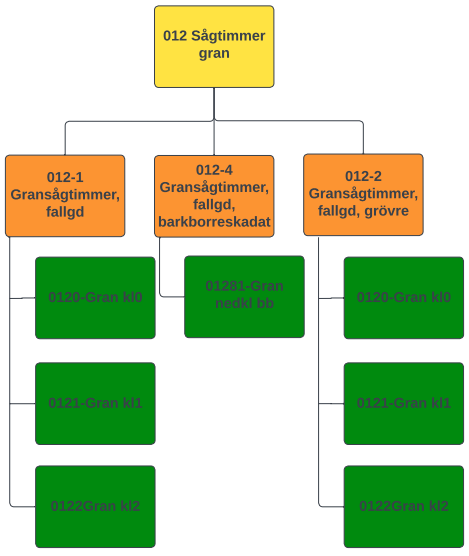 012 Sågtimmer
gran
012-1
Gransågtimmer,
fallgd
012-4
Gransågtimmer,
fallgd,
barkborreskadat
012-2
Gransågtimmer,
fallgd, grövre
0120-Gran kl0
01281-Gran
nedkl bb
0120-Gran kl0
0121-Gran kl1
0121-Gran kl1
0122Gran kl2
0122Gran kl2